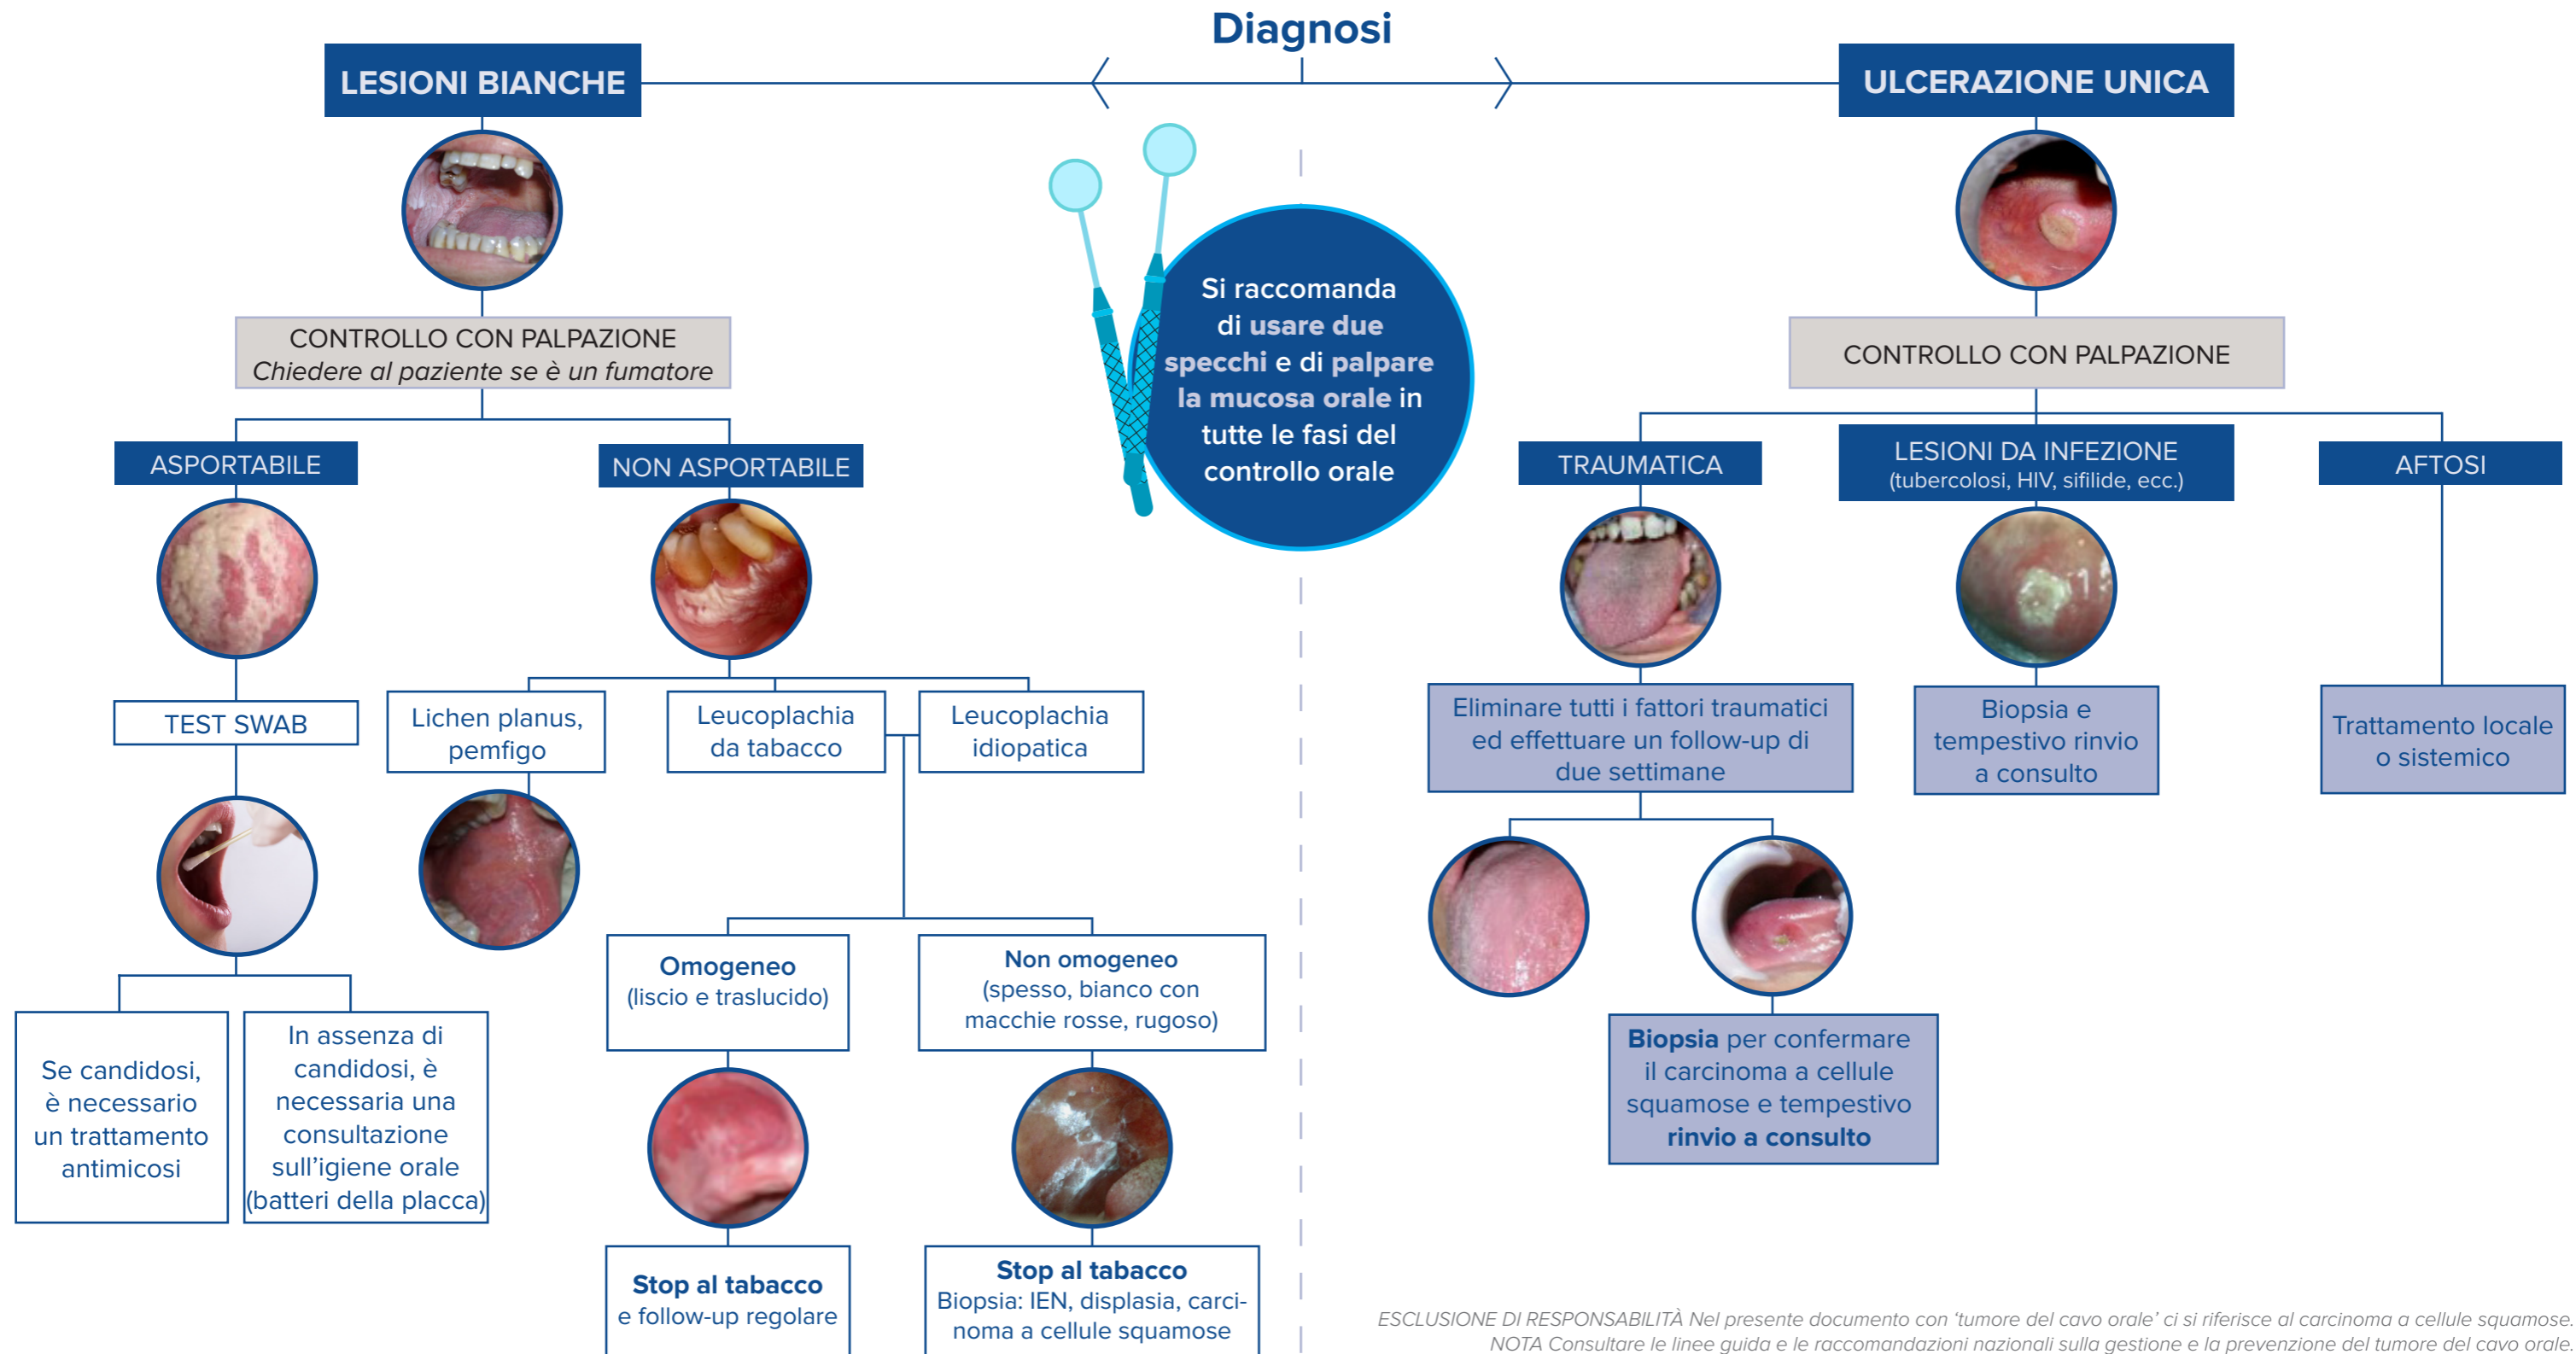 Diagnosi
LESIONI BIANCHE
CONTROLLO CON PALPAZIONE
Chiedere al paziente se è un fumatore
ASPORTABILE
NON ASPORTABILE
TEST SWAB
Lichen planus,
pemfigo
Leucoplachia
da tabacco
Leucoplachia
idiopatica
Se candidosi,
è necessario
un trattamento
antimicosi
In assenza di
candidosi, è
necessaria una
consultazione
sull’igiene orale
(batteri della placca)
Omogeneo
(liscio e traslucido)
Non omogeneo
(spesso, bianco con
macchie rosse, rugoso)
Stop al tabacco
e follow-up regolare
Stop al tabacco
Biopsia: IEN, displasia, carci-
noma a cellule squamose
Si raccomanda
di usare due
specchi e di palpare
la mucosa orale in
tutte le fasi del
controllo orale
ULCERAZIONE UNICA
CONTROLLO CON PALPAZIONE
TRAUMATICA
LESIONI DA INFEZIONE
(tubercolosi, HIV, sifilide, ecc.)
AFTOSI
Eliminare tutti i fattori traumatici
ed effettuare un follow-up di
due settimane
Biopsia e
tempestivo rinvio
a consulto
Trattamento locale
o sistemico
Biopsia per confermare
il carcinoma a cellule
squamose e tempestivo
rinvio a consulto
ESCLUSIONE DI RESPONSABILITÀ Nel presente documento con ‘tumore del cavo orale’ ci si riferisce al carcinoma a cellule squamose.
NOTA Consultare le linee guida e le raccomandazioni nazionali sulla gestione e la prevenzione del tumore del cavo orale.